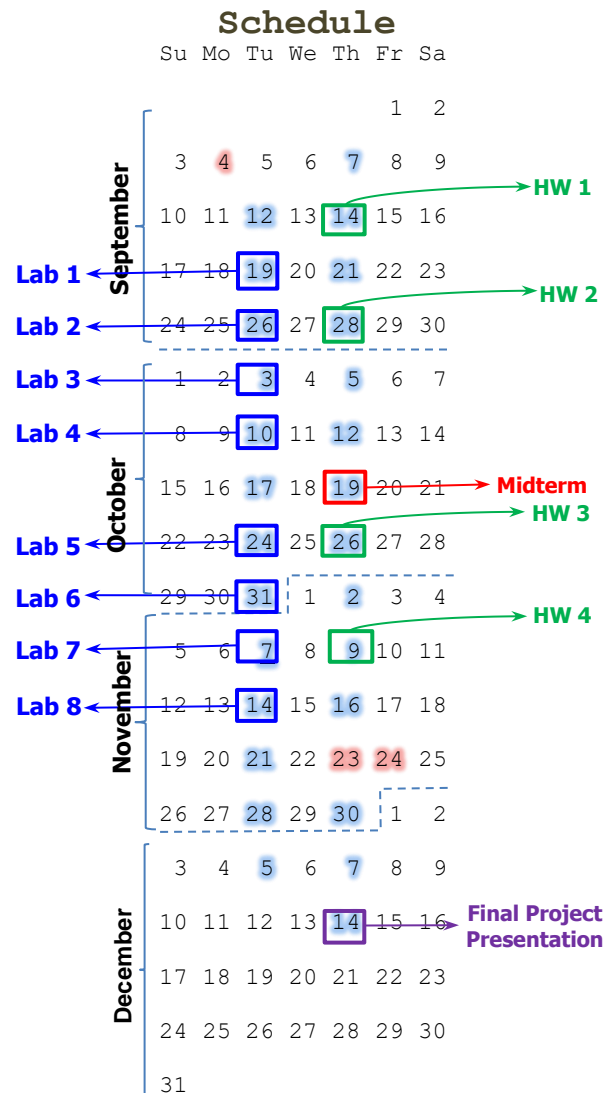 Schedule
Su Mo Tu We Th Fr Sa
1 2
3 4 5 6 7 8 9
HW 1
10 11 12 13 14 15 16
September
Lab 1 17 18 19 20 21 22 23
HW 2
Lab 2 24 25 26 27 28 29 30
Lab 3 1 2 3 4 5 6 7
Lab 4 8 9 10 11 12 13 14
October
15 16 17 18 19 20 21 Midterm
HW 3
Lab 5 22 23 24 25 26 27 28
Lab 6 29 30 31 1 2 3 4
HW 4
Lab 7 5 6 7 8 9 10 11
Lab 8 12 13 14 15 16 17 18
November
19 20 21 22 23 24 25
26 27 28 29 30 1 2
3 4 5 6 7 8 9
10 11 12 13 14 15 16 Final Project
Presentation
December
17 18 19 20 21 22 23
24 25 26 27 28 29 30
31